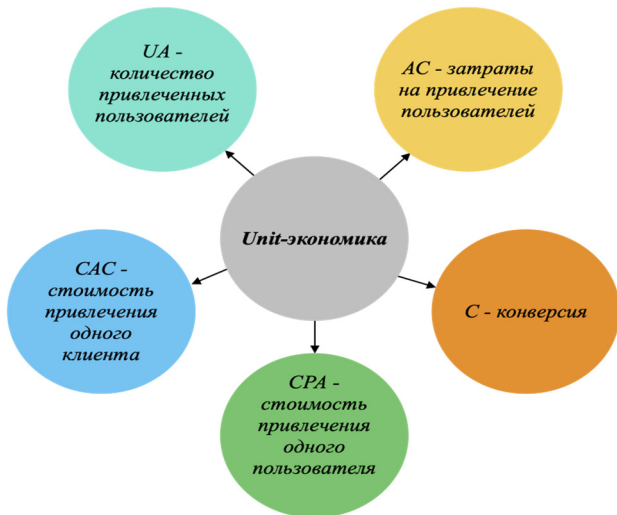 UA -
количество
привлеченных
пользователей
AC - затраты
на привлечение
пользователей
Unit-экономика
CAC -
стоимость
привлечения
одного
клиента
C - конверсия
CPA -
стоимость
привлечения
одного
пользователя